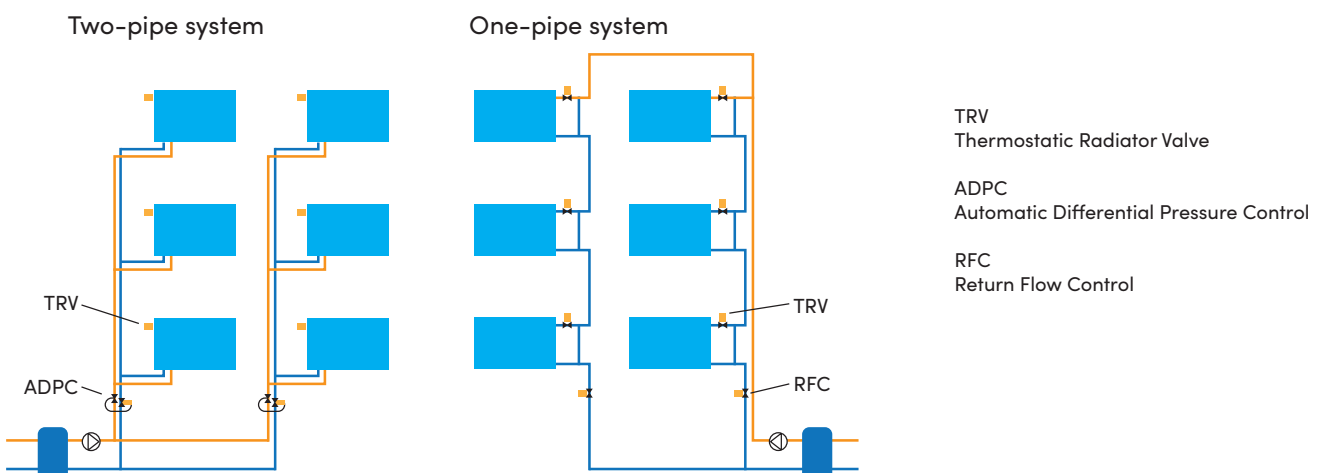 Two-pipe system
One-pipe system
TRV
ADPC
TRV
RFC
TRV
Thermostatic Radiator Valve
ADPC
Automatic Differential Pressure Control
RFC
Return Flow Control